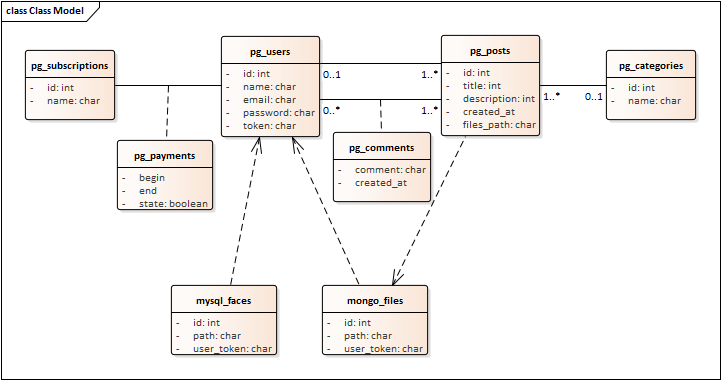 class Class Model
pg_subscriptions
- id: int
- name: char
pg_users
- id: int
- name: char
- email: char
- password: char
- token: char
0..1
1..*
0..*
1..*
pg_posts
- id: int
- title: int
- description: int
- created_at
- files_path: char
1..*
0..1
pg_categories
- id: int
- name: char
pg_payments
- begin
- end
- state: boolean
pg_comments
- comment: char
- created_at
mysql_faces
- id: int
- path: char
- user_token: char
mongo_files
- id: int
- path: char
- user_token: char